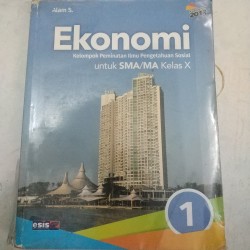 Alam S.
Ekonomi
Kelompok Peminatan Ilmu Pengetahuan Sosial
untuk SMA/MA Kelas X
1
esis